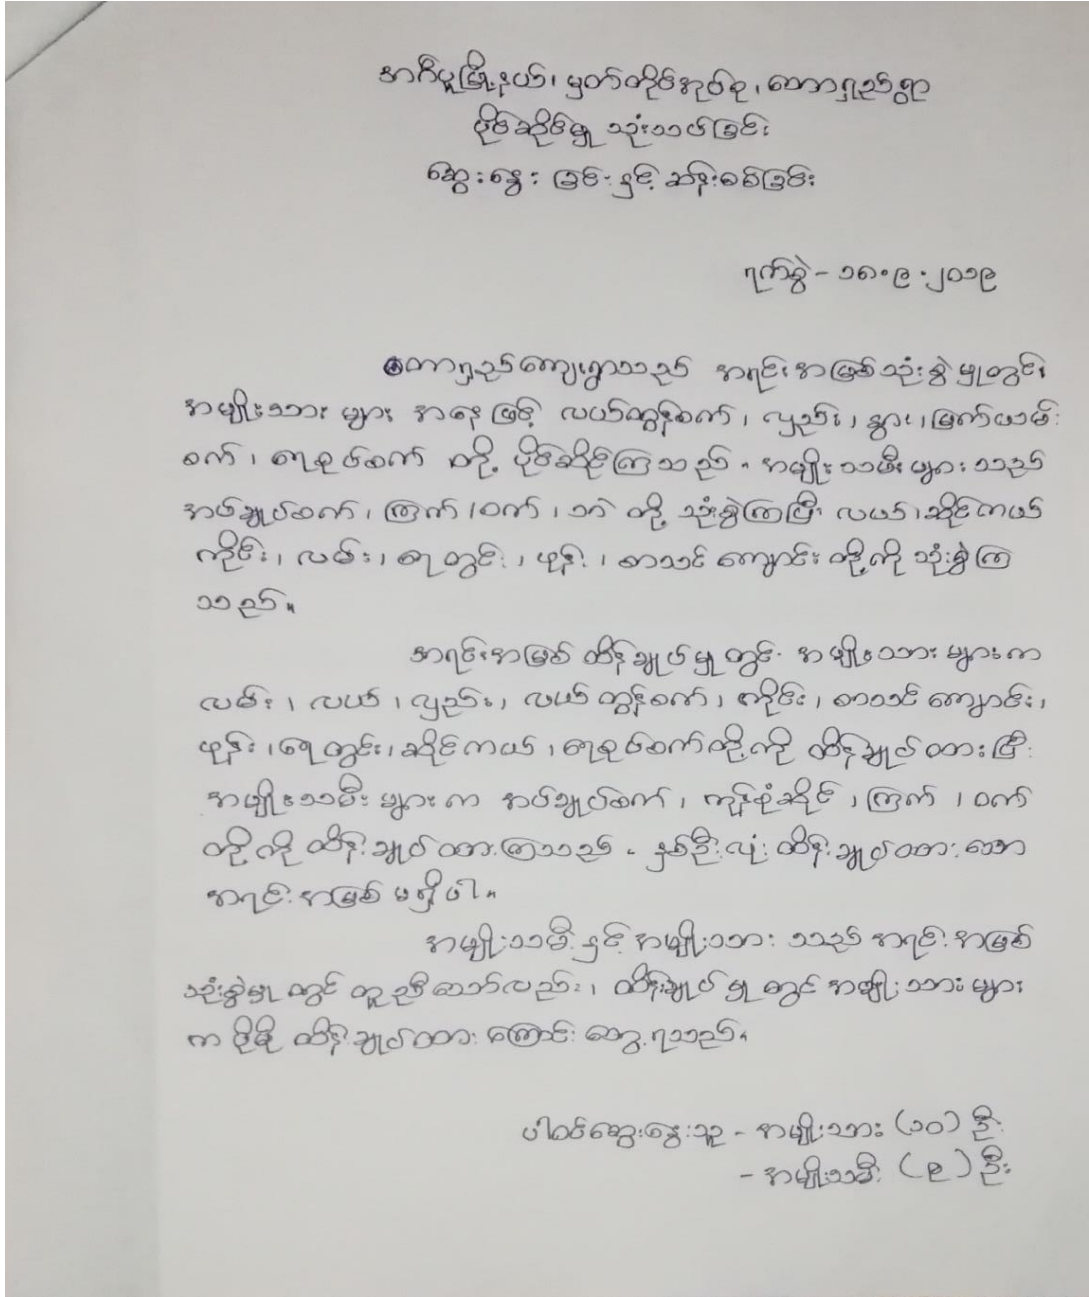 အင်္ဂပူမြို့နယ်၊ မှတ်တိုင်အုပ်စု၊ တောရှည်ရွာ
ပိုင်ဆိုင်မှု သုံးသပ်ခြင်း
ဆွေးနွေးခြင်းနှင့် ဆန်းစစ်ခြင်း
ရက်စွဲ - ၁၈.၉.၂၀၁၉
တောရှည်ကျေးရွာသည် အရင်းအမြစ်သုံးစွဲမှုတွင်
အမျိုးသားများ အနေဖြင့် လယ်ထွန်စက်၊ လှည်း၊ နွား၊ မြက်ယမ်း
စက်၊ ရေစုပ်စက် တို့ ပိုင်ဆိုင်ကြသည်။ အမျိုးသမီးများသည်
အပ်ချုပ်စက်၊ ကြက်၊ ဝက်၊ ဘဲ တို့ သုံးစွဲကြပြီး လယ်၊ ဆိုင်ကယ်
ကိုင်း၊ လမ်း၊ ရေတွင်း၊ ဖုန်း၊ စာသင်ကျောင်းတို့ကို သုံးစွဲကြ
သည်။
အရင်းအမြစ် ထိန်းချုပ်မှုတွင် အမျိုးသားများက
လမ်း၊ လယ်၊ လှည်း၊ လယ်ထွန်စက်၊ ကိုင်း၊ စာသင်ကျောင်း၊
ဖုန်း၊ ရေတွင်း၊ ဆိုင်ကယ်၊ ရေစုပ်စက်တို့ကို ထိန်းချုပ်ထားပြီး
အမျိုးသမီးများက အပ်ချုပ်စက်၊ ကုန်စုံဆိုင်၊ ကြက်၊ ဝက်
တို့ကို ထိန်းချုပ်ထားကြသည်။ နှစ်ဦးလုံး ထိန်းချုပ်ထားသော
အရင်းအမြစ် မရှိပါ။
အမျိုးသမီးနှင့် အမျိုးသား သည် အရင်းအမြစ်
သုံးစွဲမှုတွင် တူညီသော်လည်း၊ ထိန်းချုပ်မှုတွင် အမျိုးသားများ
က ပိုမို ထိန်းချုပ်ထားကြောင်း တွေ့ရသည်။
ပါဝင်ဆွေးနွေးသူ - အမျိုးသား (၁၀) ဦး
- အမျိုးသမီး (၉) ဦး